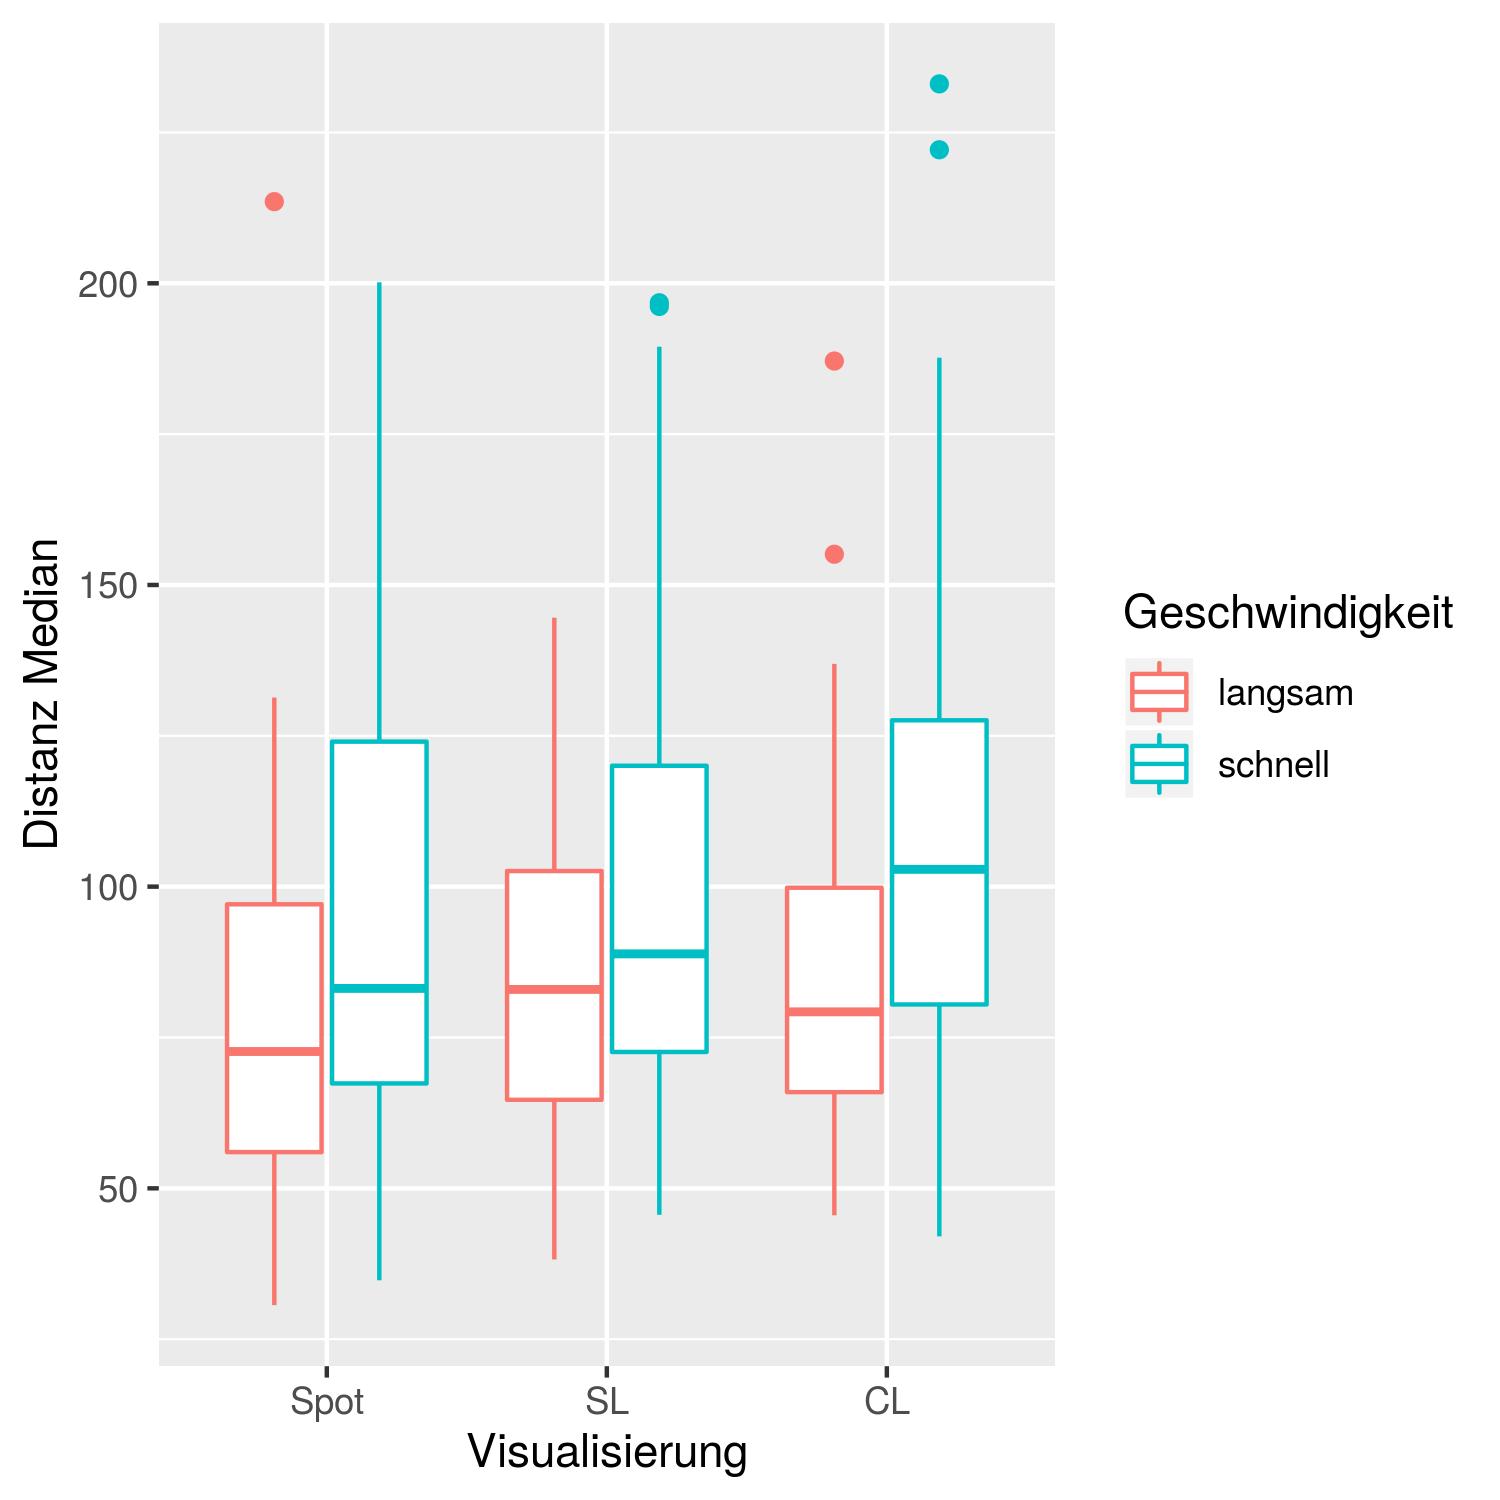 Distanz Median
200
150
100
50
Spot
SL
CL
Visualisierung
Geschwindigkeit
langsam
schnell